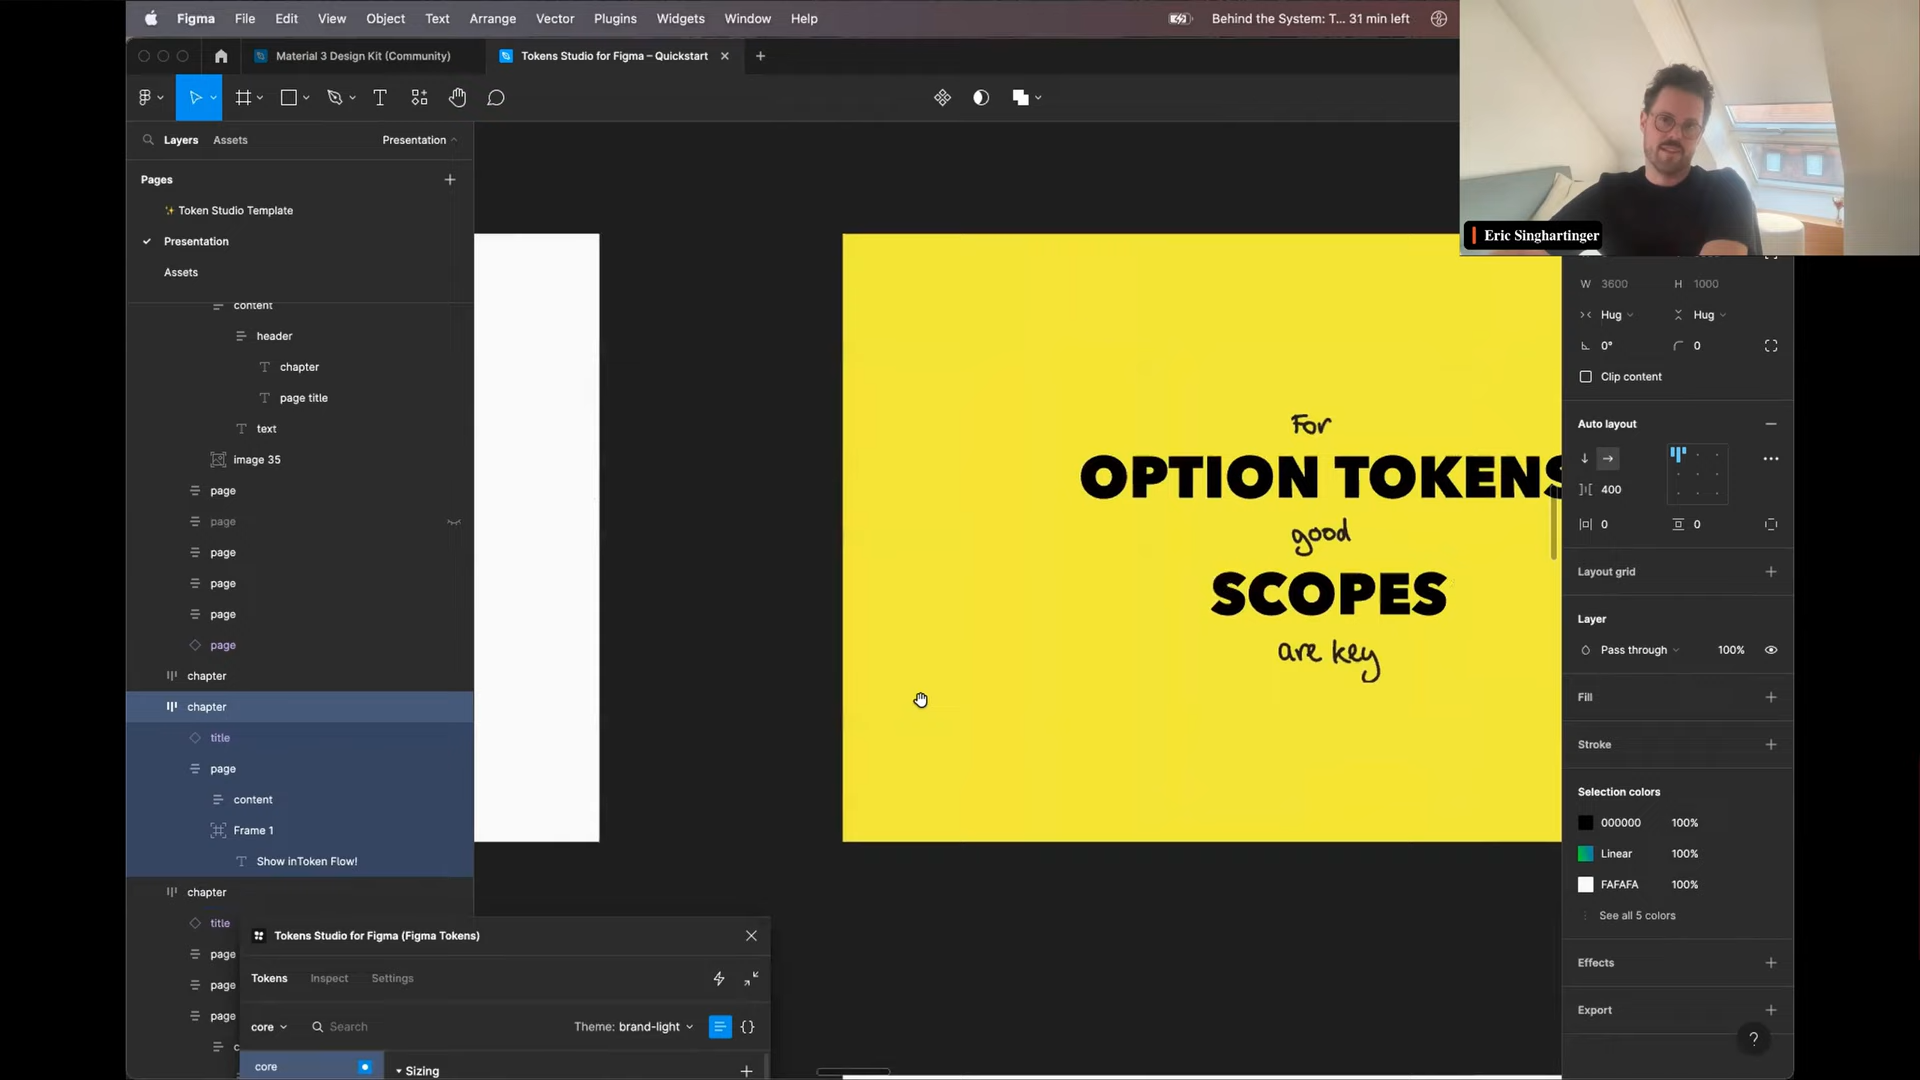 Figma File Edit View Object Text Arrange Vector Plugins Widgets Window Help
Behind the System: T... 31 min left
Material 3 Design Kit (Community)
Tokens Studio for Figma – Quickstart
Layers Assets Presentation
Pages
✨ Token Studio Template
Presentation
Assets
content
header
chapter
page title
text
image 35
page
page
page
page
page
page
chapter
chapter
title
page
content
Frame 1
Show inToken Flow!
chapter
title
page
page
page
Tokens Studio for Figma (Figma Tokens)
Tokens Inspect Settings
core Search Theme: brand-light
core
Sizing
For
OPTION TOKENS
good
SCOPES
are key
Eric Singhartinger
W 3600 H 1000
Hug Hug
0° 0
Clip content
Auto layout
400
0 0
Layout grid
Layer
Pass through 100%
Fill
Stroke
Selection colors
000000 100%
Linear 100%
FAFAFA 100%
See all 5 colors
Effects
Export
?